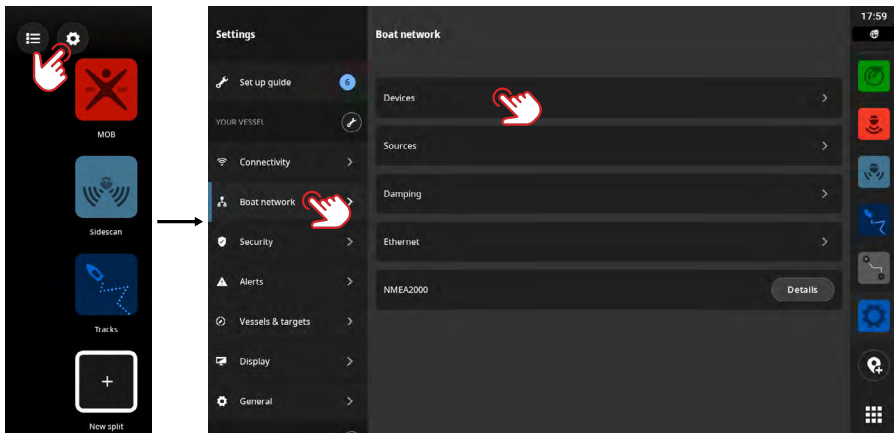 MOB
Sidescan
Tracks
+
New split
Settings
Set up guide
6
YOUR VESSEL
Connectivity
Boat network
Security
Alerts
Vessels & targets
Display
General
Boat network
Devices
Sources
Damping
Ethernet
NMEA2000
Details
17:59